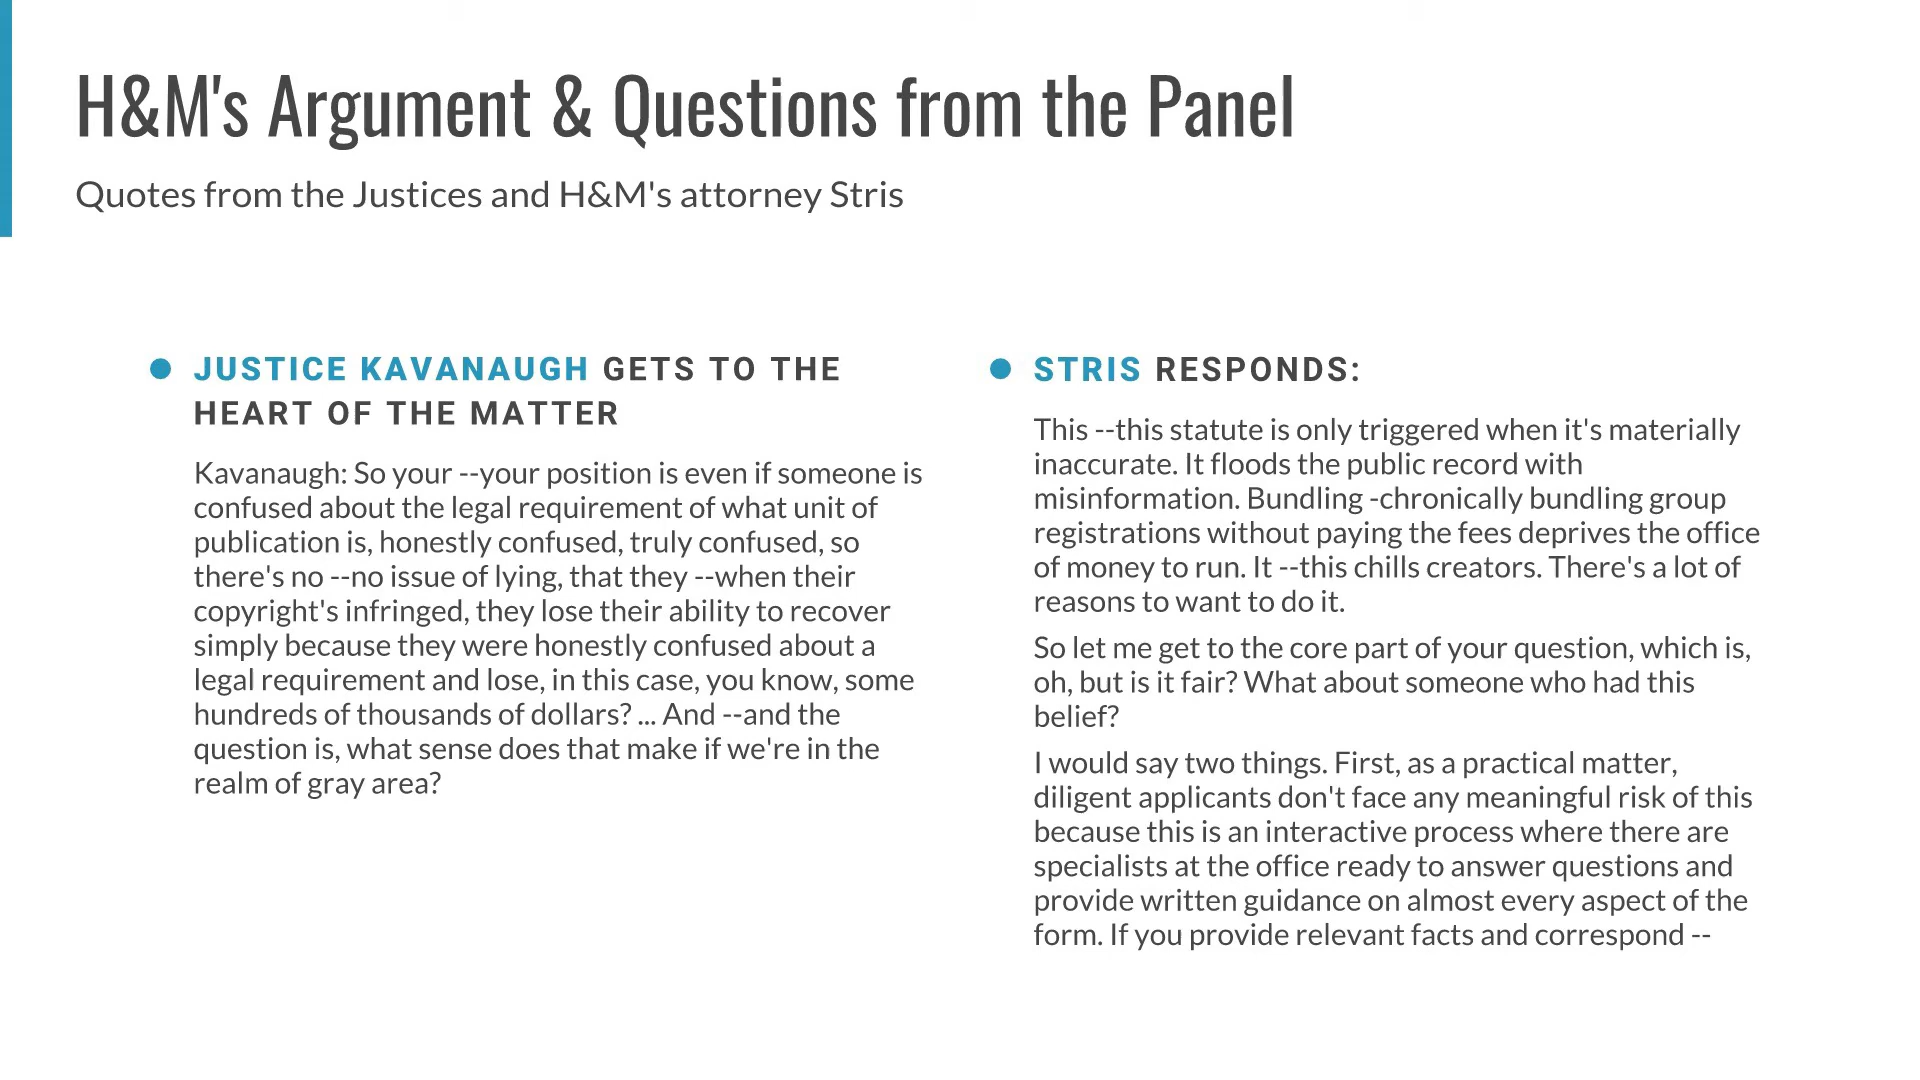 H&M's Argument & Questions from the Panel
Quotes from the Justices and H&M's attorney Stris
JUSTICE KAVANAUGH GETS TO THE
HEART OF THE MATTER
Kavanaugh: So your --your position is even if someone is
confused about the legal requirement of what unit of
publication is, honestly confused, truly confused, so
there's no --no issue of lying, that they --when their
copyright's infringed, they lose their ability to recover
simply because they were honestly confused about a
legal requirement and lose, in this case, you know, some
hundreds of thousands of dollars? ... And --and the
question is, what sense does that make if we're in the
realm of gray area?
STRIS RESPONDS:
This --this statute is only triggered when it's materially
inaccurate. It floods the public record with
misinformation. Bundling -chronically bundling group
registrations without paying the fees deprives the office
of money to run. It --this chills creators. There's a lot of
reasons to want to do it.
So let me get to the core part of your question, which is,
oh, but is it fair? What about someone who had this
belief?
I would say two things. First, as a practical matter,
diligent applicants don't face any meaningful risk of this
because this is an interactive process where there are
specialists at the office ready to answer questions and
provide written guidance on almost every aspect of the
form. If you provide relevant facts and correspond --